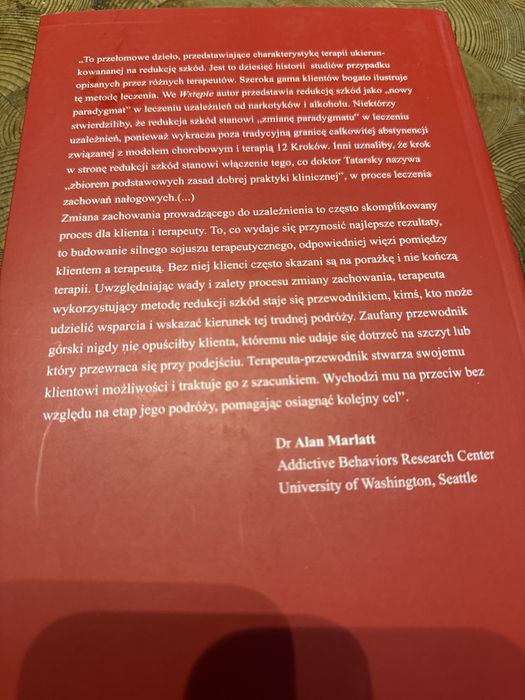 „To przełomowe dzieło, przedstawiające charakterystykę terapii ukierun-
kowananej na redukcję szkód. Jest to dziesięć historii studiów przypadku
opisanych przez różnych terapeutów. Szeroka gama klientów bogato ilustruje
tę metodę leczenia. We Wstępie autor przedstawia redukcję szkód jako „nowy
paradygmat” w leczeniu uzależnień od narkotyków i alkoholu. Niektórzy
stwierdziliby, że redukcja szkód stanowi „zmianę paradygmatu” w leczeniu
uzależnień, ponieważ wykracza poza tradycyjną granicę całkowitej abstynencji
związanej z modelem chorobowym i terapią 12 Kroków. Inni uznaliby, że krok
w stronę redukcji szkód stanowi włączenie tego, co doktor Tatarsky nazywa
„zbiorem podstawowych zasad dobrej praktyki klinicznej”, w proces leczenia
zachowań nałogowych.(...)
Zmiana zachowania prowadzącego do uzależnienia to często skomplikowany
proces dla klienta i terapeuty. To, co wydaje się przynosić najlepsze rezultaty,
to budowanie silnego sojuszu terapeutycznego, odpowiedniej więzi pomiędzy
klientem a terapeutą. Bez niej klienci często skazani są na porażkę i nie kończą
terapii. Uwzględniając wady i zalety procesu zmiany zachowania, terapeuta
wykorzystujący metodę redukcji szkód staje się przewodnikiem, kimś, kto może
udzielić wsparcia i wskazać kierunek tej trudnej podróży. Zaufany przewodnik
górski nigdy nie opuściłby klienta, któremu nie udaje się dotrzeć na szczyt lub
który przewraca się przy podejściu. Terapeuta-przewodnik stwarza swojemu
klientowi możliwości i traktuje go z szacunkiem. Wychodzi mu na przeciw bez
względu na etap jego podróży, pomagając osiagnąć kolejny cel”.
Dr Alan Marlatt
Addictive Behaviors Research Center
University of Washington, Seattle